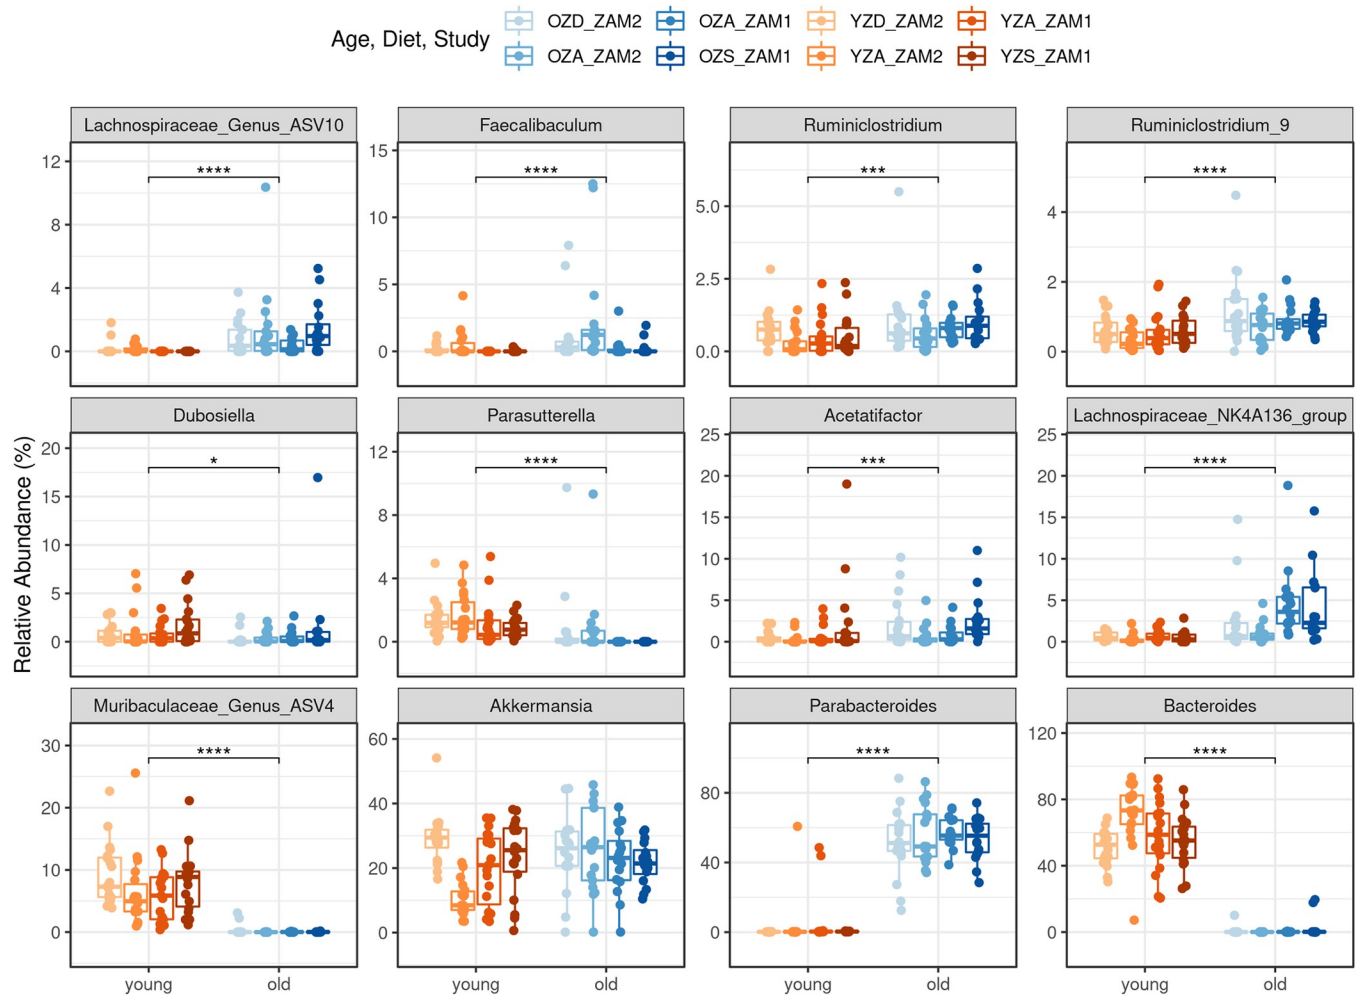 OZD_ZAM2 OZA_ZAM1 YZD_ZAM2 YZA_ZAM1
Age, Diet, Study
OZA_ZAM2 OZS_ZAM1 YZA_ZAM2 YZS_ZAM1
Lachnospiraceae_Genus_ASV10 Faecalibaculum Ruminiclostridium Ruminiclostridium_9
**** **** *** ****
12 8 4 0
15 10 5 0
5.0 2.5 0.0
4 2 0
Dubosiella Parasutterella Acetatifactor Lachnospiraceae_NK4A136_group
* **** *** ****
20 15 10 5 0
12 8 4 0
25 20 15 10 5 0
25 20 15 10 5 0
Relative Abundance (%)
Muribaculaceae_Genus_ASV4 Akkermansia Parabacteroides Bacteroides
**** **** ****
30 20 10 0
60 40 20 0
80 40 0
120 80 40 0
young old young old young old young old